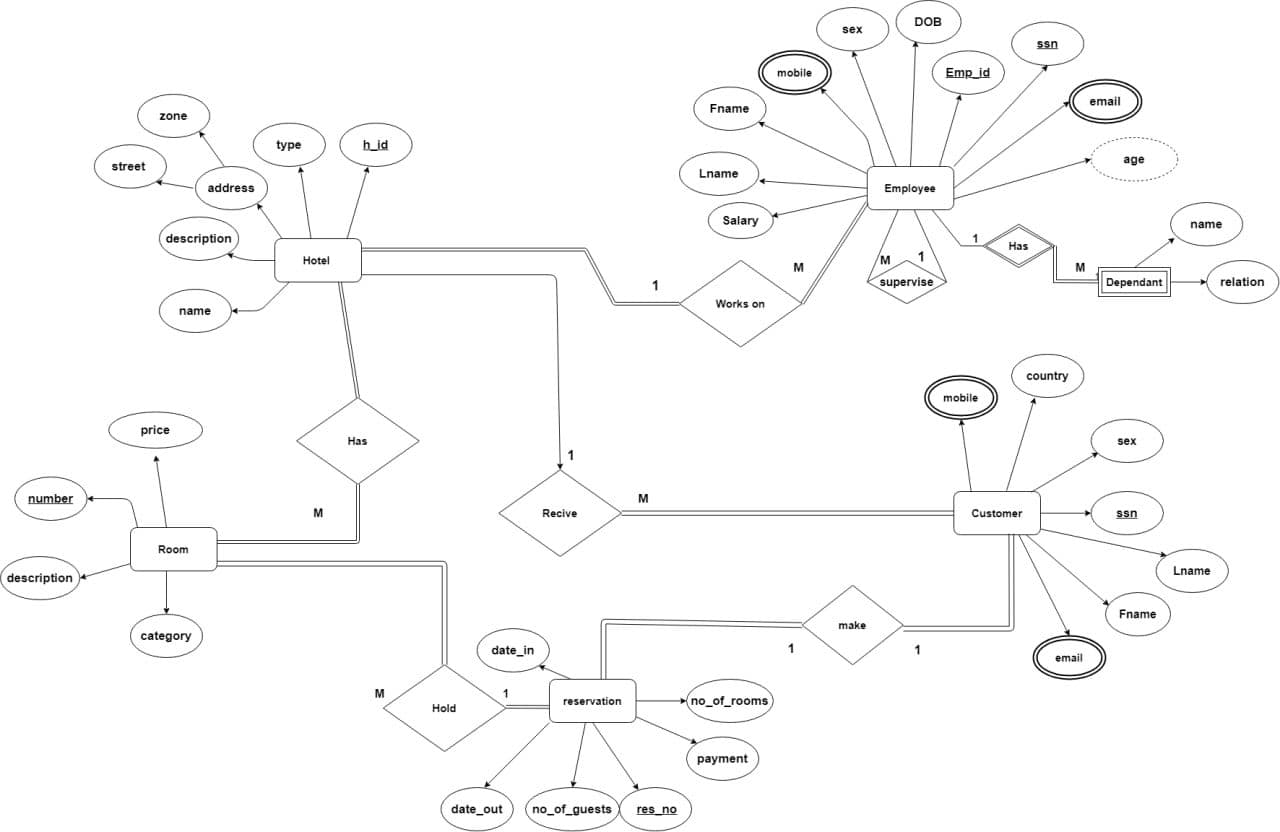 sex
DOB
ssn
mobile
Emp_id
email
Fname
zone
type
h_id
age
street
address
Lname
Employee
Salary
name
description
Hotel
1
Has
M
M
1
supervise
M
Dependant
relation
1
Works on
name
1
country
mobile
price
Has
sex
1
number
M
M
Recive
Customer
ssn
Room
description
Lname
Fname
category
make
date_in
1
1
email
M
Hold
1
reservation
no_of_rooms
payment
date_out
no_of_guests
res_no